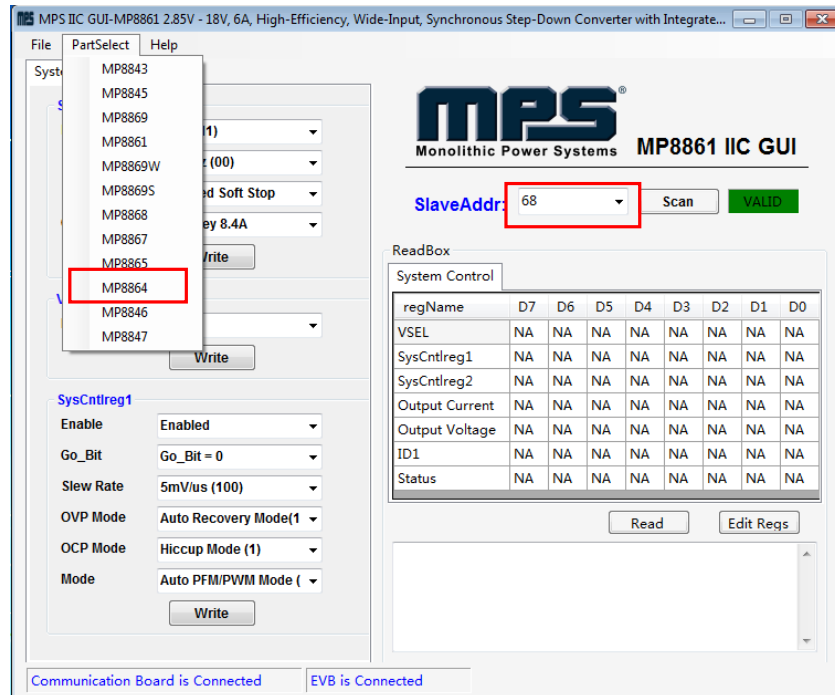 MPS IIC GUI-MP8861 2.85V - 18V, 6A, High-Efficiency, Wide-Input, Synchronous Step-Down Converter with Integrate...
File PartSelect Help
MP8843
MP8845
MP8869
MP8861
MP8869W
MP8869S
MP8868
MP8867
MP8865
MP8864
MP8846
MP8847
Syste
S
1)
z (00)
ed Soft Stop
ey 8.4A
Write
V
Write
SysCntlreg1
Enable Enabled
Go_Bit Go_Bit = 0
Slew Rate 5mV/us (100)
OVP Mode Auto Recovery Mode(1
OCP Mode Hiccup Mode (1)
Mode Auto PFM/PWM Mode (
Write
mps®
Monolithic Power Systems MP8861 IIC GUI
SlaveAddr: 68 Scan VALID
ReadBox
System Control
regName D7 D6 D5 D4 D3 D2 D1 D0
VSEL NA NA NA NA NA NA NA NA
SysCntlreg1 NA NA NA NA NA NA NA NA
SysCntlreg2 NA NA NA NA NA NA NA NA
Output Current NA NA NA NA NA NA NA NA
Output Voltage NA NA NA NA NA NA NA NA
ID1 NA NA NA NA NA NA NA NA
Status NA NA NA NA NA NA NA NA
Read Edit Regs
Communication Board is Connected EVB is Connected